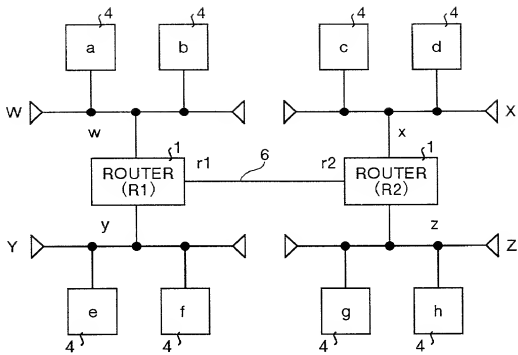 4 4 4 4
a b c d
W X
w x
1 1
ROUTER r1 6 r2 ROUTER
(R1) (R2)
y z
Y Z
e f g h
4 4 4 4